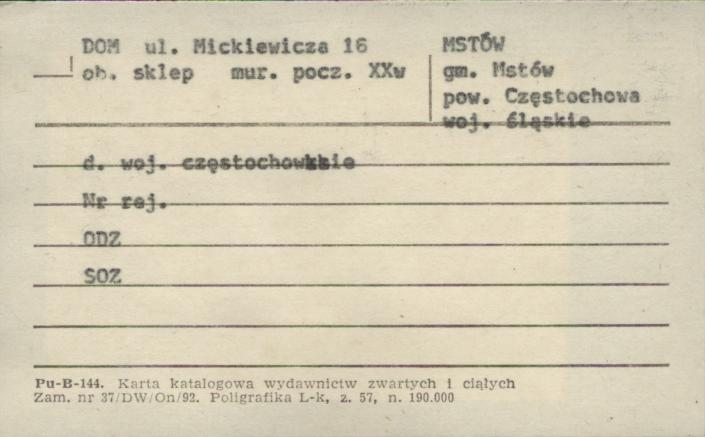 DOM ul. Mickiewicza 16
ob. sklep mur. pocz. XXw
MSTÓW
gm. Mstów
pow. Częstochowa
woj. śląskie
d. woj. częstochowskie
Nr rej.
ODZ
SOZ
Pu-B-144. Karta katalogowa wydawnictw zwartych i ciąłych
Zam. nr 37/DW/On/92. Poligrafika L-k, z. 57, n. 190.000